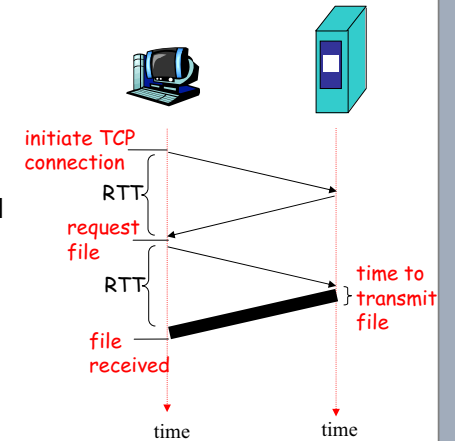 initiate TCP
connection
RTT
request
file
RTT
time to
transmit
file
file
received
time
time